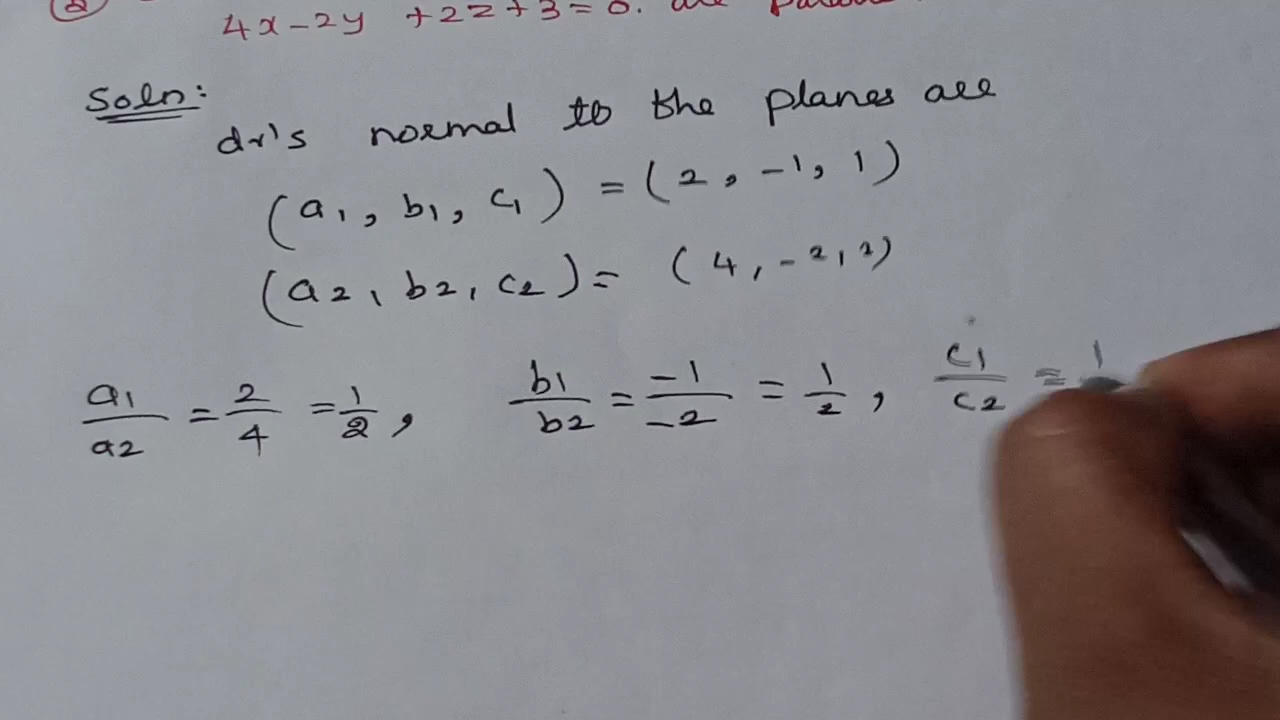 4x-2y +2z+3=0. are
Soln:
dr's normal to the planes are
(a1, b1, c1) = (2, -1, 1)
(a2, b2, c2) = (4, -2, 2)
a1/a2 = 2/4 = 1/2, b1/b2 = -1/-2 = 1/2, c1/c2 = 1